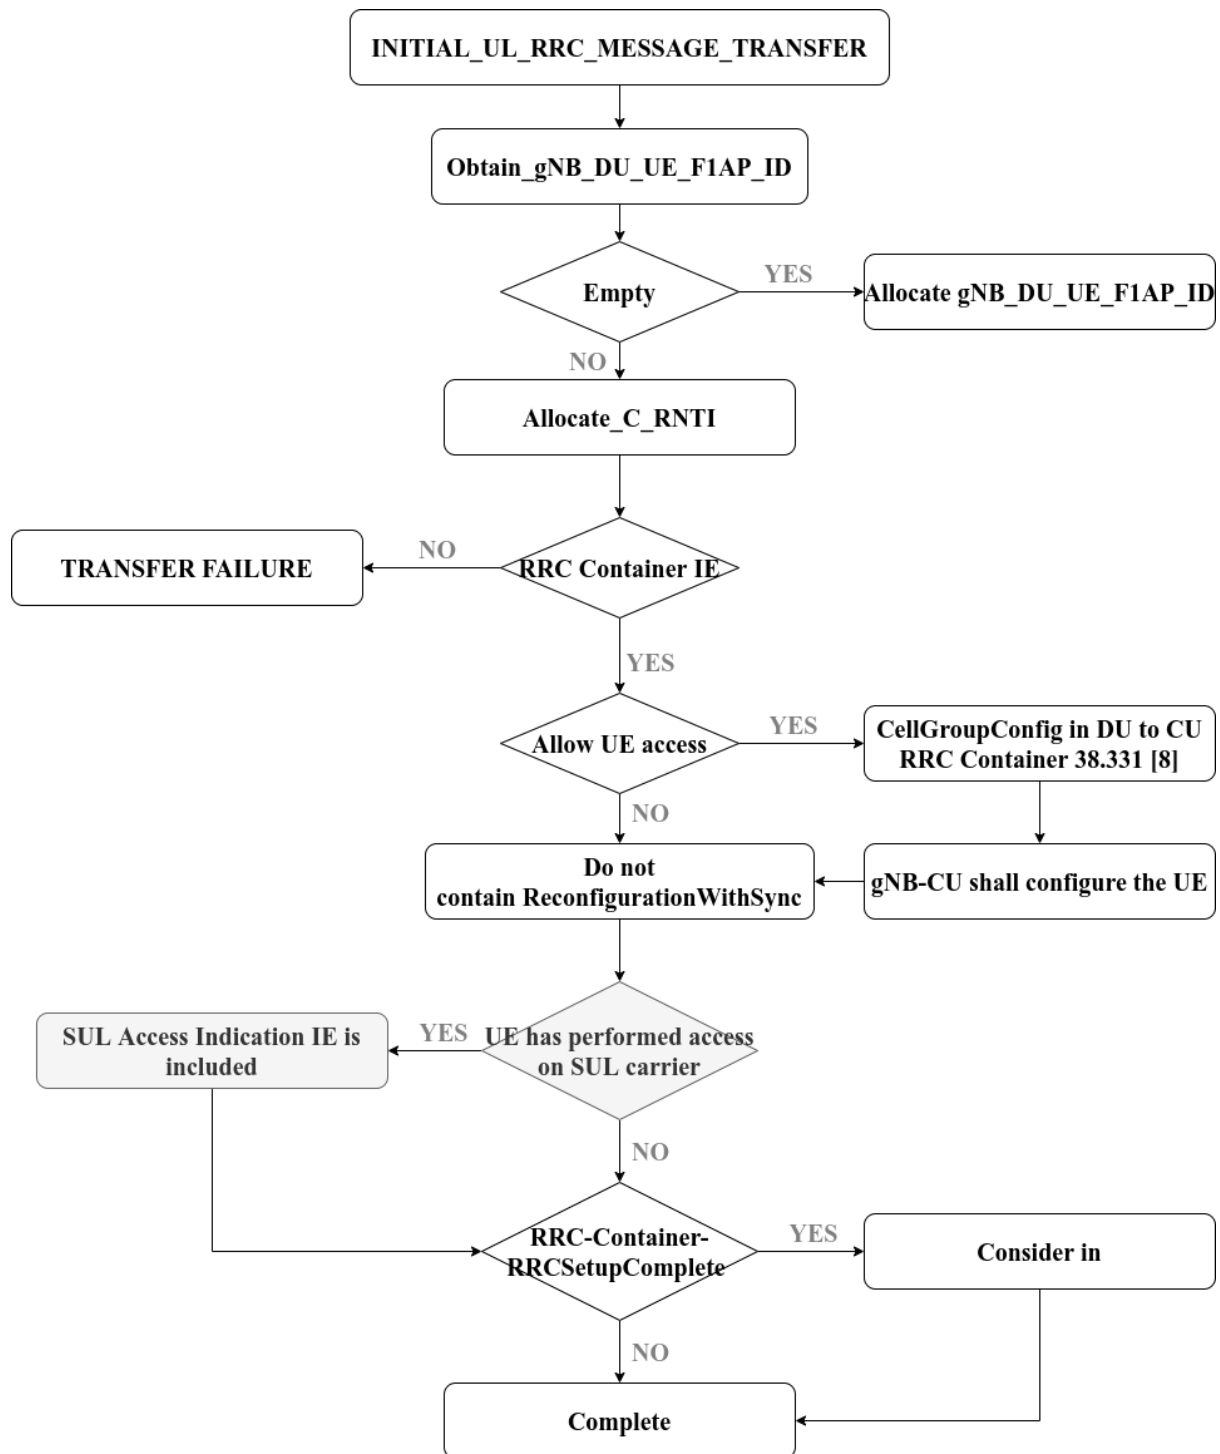 INITIAL_UL_RRC_MESSAGE_TRANSFER
Obtain_gNB_DU_UE_F1AP_ID
Empty
YES
Allocate gNB_DU_UE_F1AP_ID
NO
Allocate_C_RNTI
RRC Container IE
NO
TRANSFER FAILURE
YES
Allow UE access
YES
CellGroupConfig in DU to CU
RRC Container 38.331 [8]
NO
Do not
contain ReconfigurationWithSync
gNB-CU shall configure the UE
UE has performed access
on SUL carrier
YES
SUL Access Indication IE is
included
NO
RRC-Container-
RRCSetupComplete
YES
Consider in
NO
Complete